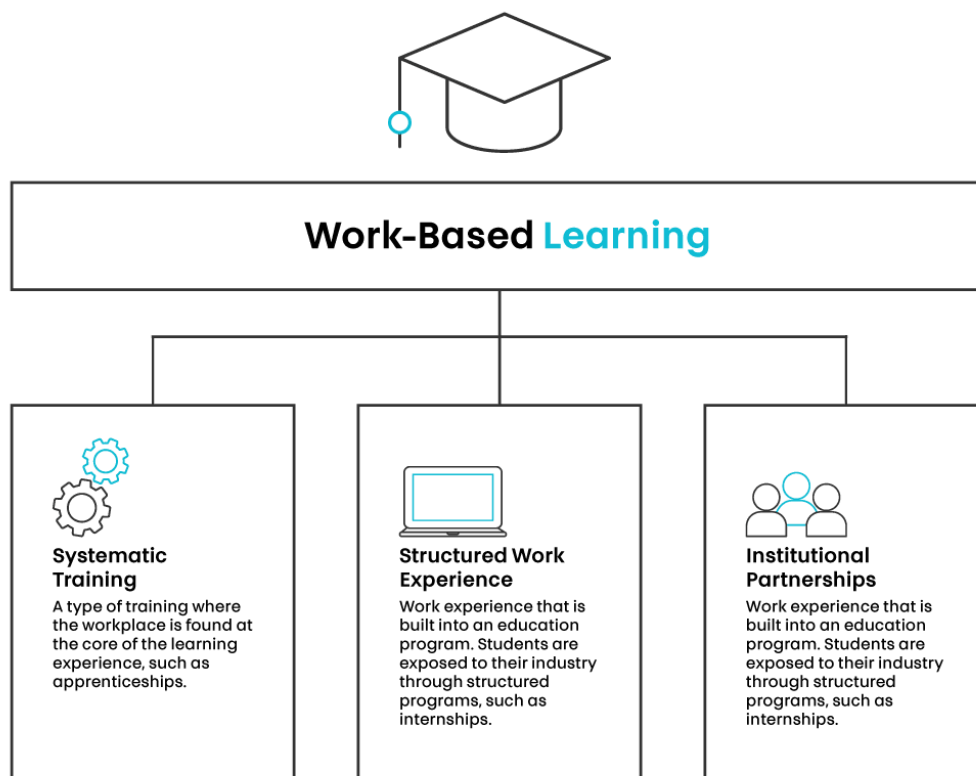 Work-Based Learning
Systematic
Training
A type of training where
the workplace is found at
the core of the learning
experience, such as
apprenticeships.
Structured Work
Experience
Work experience that is
built into an education
program. Students are
exposed to their industry
through structured
programs, such as
internships.
Institutional
Partnerships
Work experience that is
built into an education
program. Students are
exposed to their industry
through structured
programs, such as
internships.